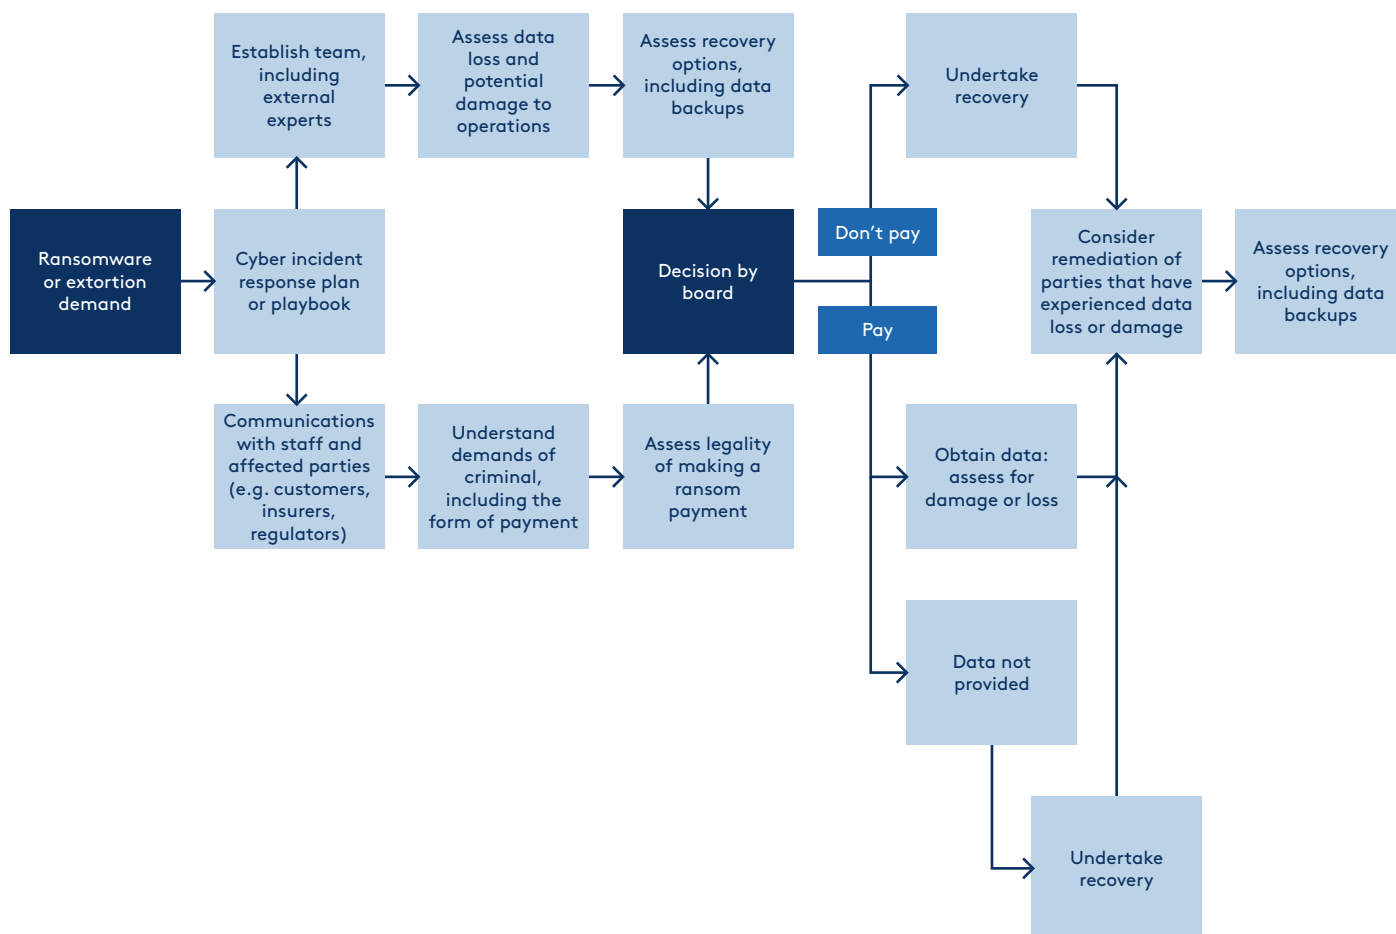 Establish team,
including
external
experts
Assess data
loss and
potential
damage to
operations
Assess recovery
options,
including data
backups
Undertake
recovery
Ransomware
or extortion
demand
Cyber incident
response plan
or playbook
Decision by
board
Don’t pay
Pay
Consider
remediation of
parties that have
experienced data
loss or damage
Assess recovery
options,
including data
backups
Communications
with staff and
affected parties
(e.g. customers,
insurers,
regulators)
Understand
demands of
criminal,
including the
form of payment
Assess legality
of making a
ransom
payment
Obtain data:
assess for
damage or loss
Data not
provided
Undertake
recovery